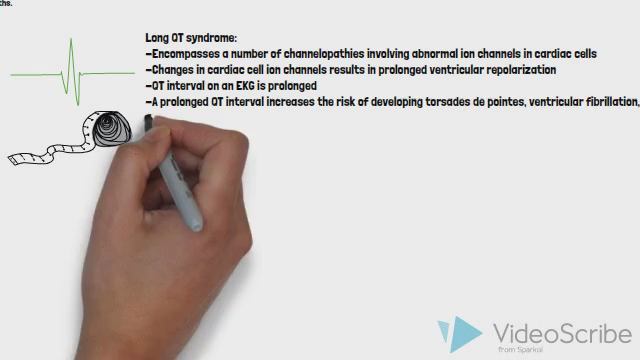 ths.
Long QT syndrome:
-Encompasses a number of channelopathies involving abnormal ion channels in cardiac cells
-Changes in cardiac cell ion channels results in prolonged ventricular repolarization
-QT interval on an EKG is prolonged
-A prolonged QT interval increases the risk of developing torsades de pointes, ventricular fibrillation,
VideoScribe
from Sparkol